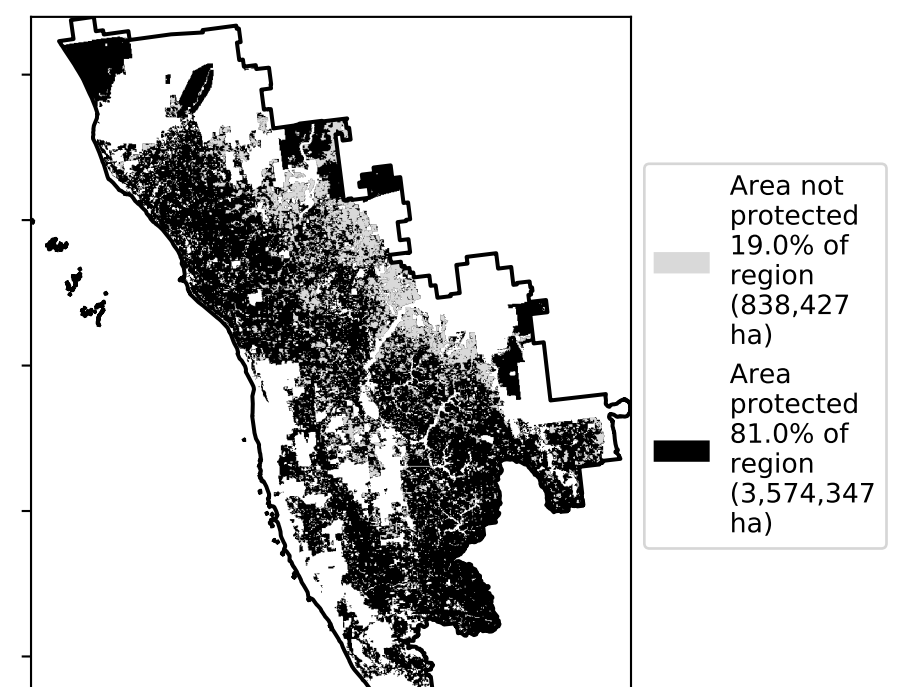 Area not
protected
19.0% of
region
(838,427
ha)
Area
protected
81.0% of
region
(3,574,347
ha)